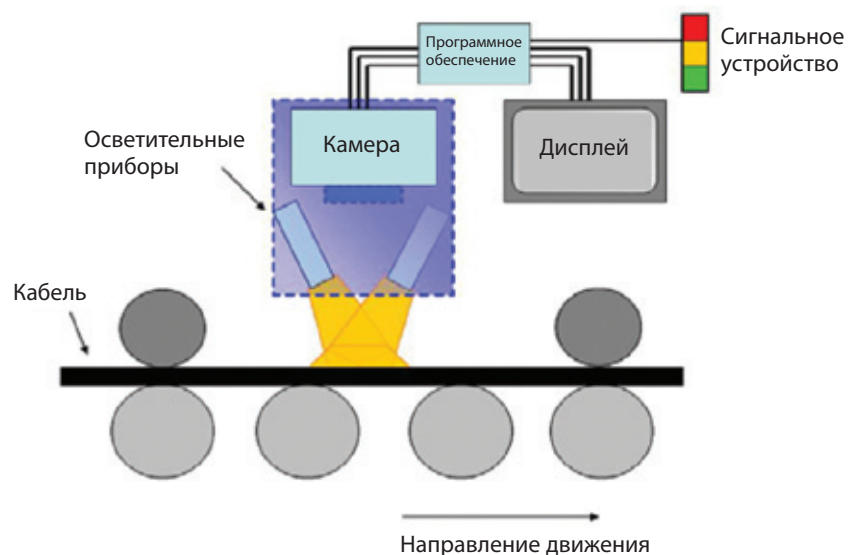 Программное
обеспечение
Сигнальное
устройство
Камера
Дисплей
Осветительные
приборы
Кабель
Направление движения